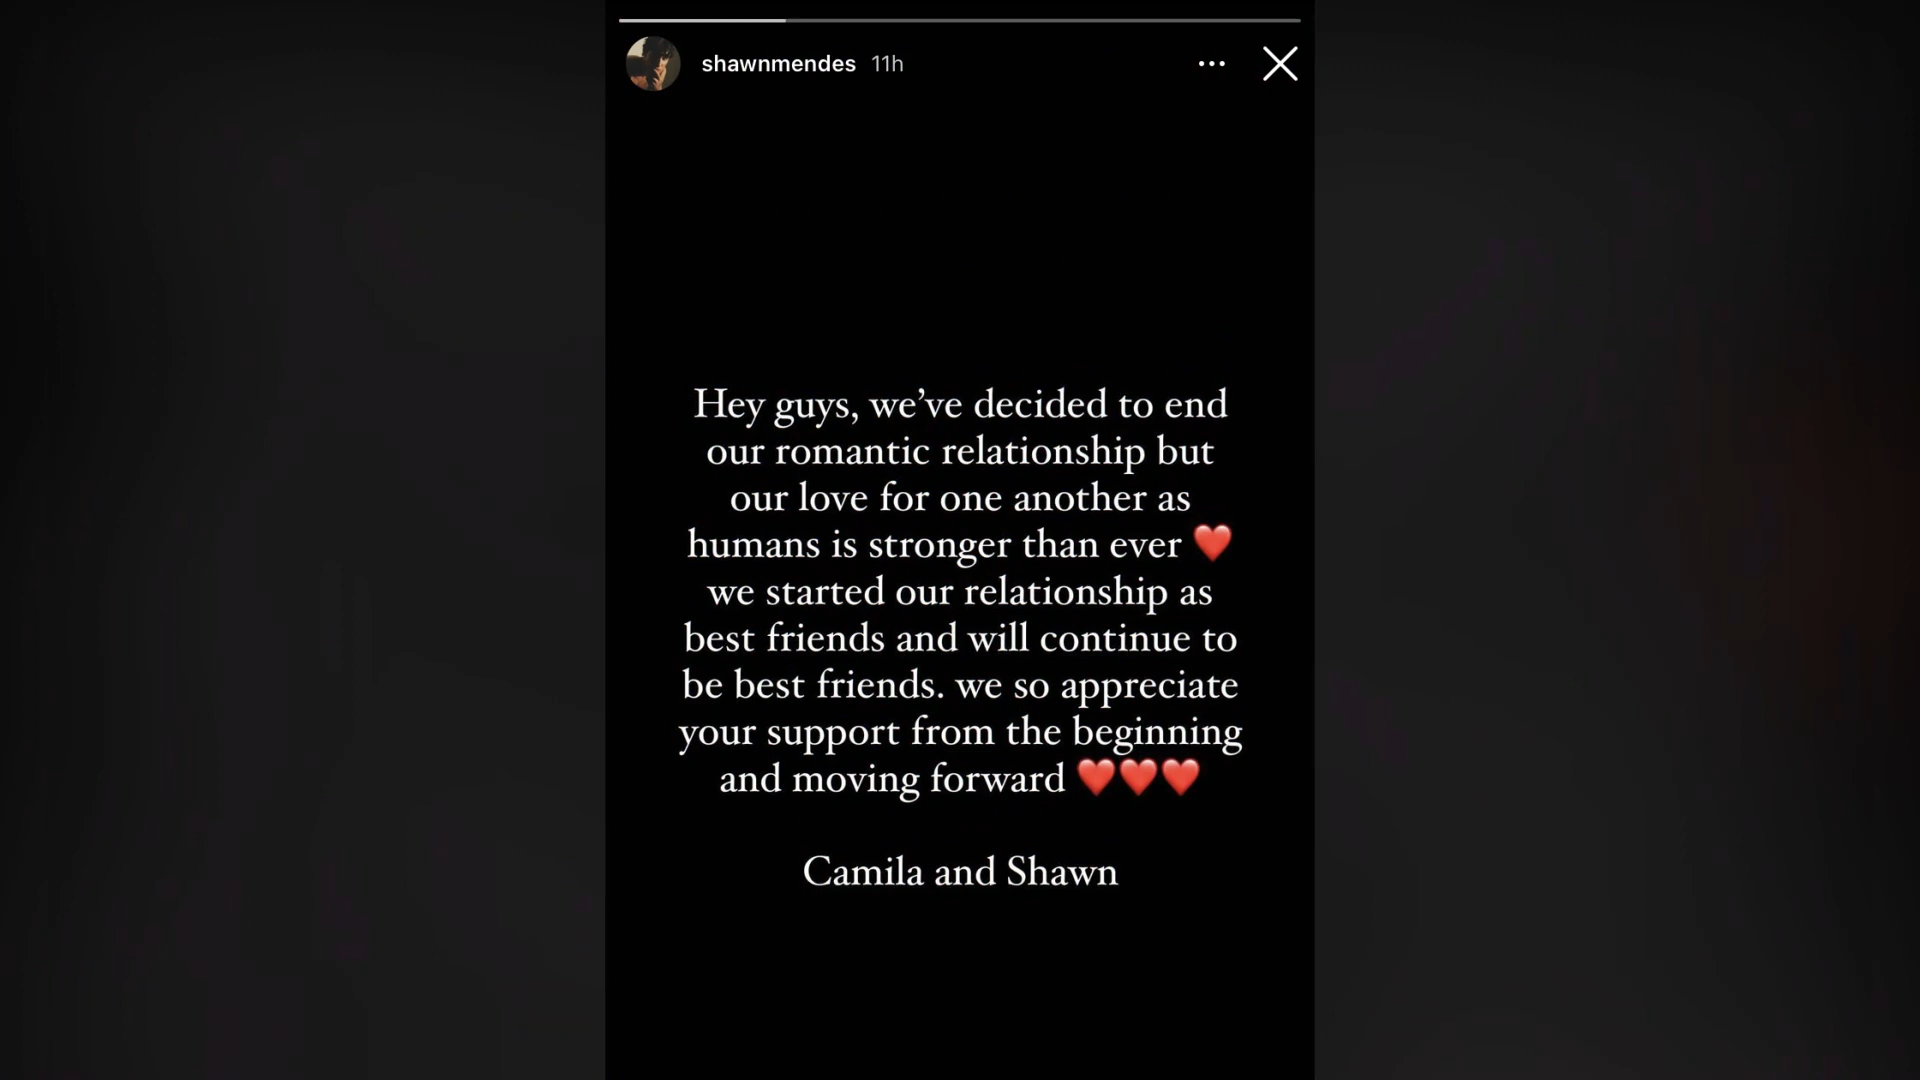 shawnmendes 11h
Hey guys, we’ve decided to end
our romantic relationship but
our love for one another as
humans is stronger than ever ❤️
we started our relationship as
best friends and will continue to
be best friends. we so appreciate
your support from the beginning
and moving forward ❤️❤️❤️
Camila and Shawn